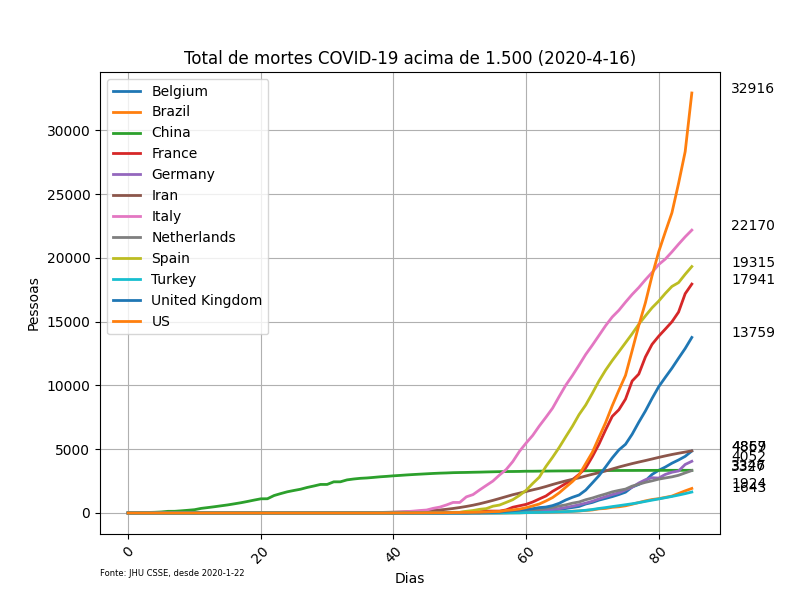 Total de mortes COVID-19 acima de 1.500 (2020-4-16)
Belgium
Brazil
China
France
Germany
Iran
Italy
Netherlands
Spain
Turkey
United Kingdom
US
Pessoas
30000
25000
20000
15000
10000
5000
0
32916
22170
19315
17941
13759
4052
1924
1643
0
20
40
60
80
Dias
Fonte: JHU CSSE, desde 2020-1-22